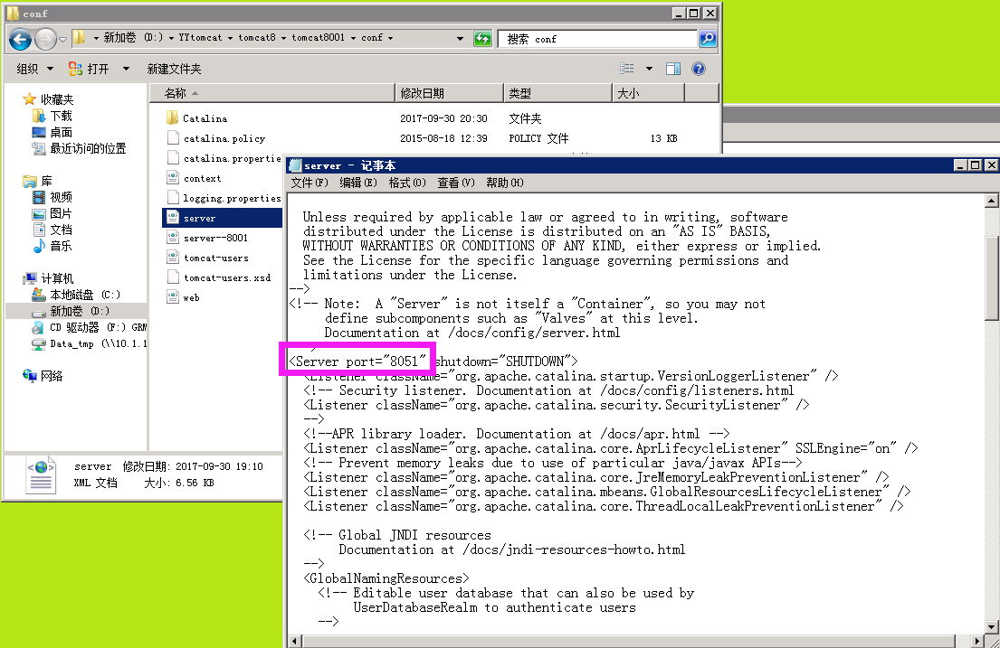 conf
新加卷 (D:) YYtomcat tomcat8 tomcat8001 conf
搜索 conf
组织 打开 新建文件夹
收藏夹
下载
桌面
最近访问的位置
库
视频
图片
文档
音乐
计算机
本地磁盘 (C:)
新加卷 (D:)
CD 驱动器 (F:) GRM
Data_tmp (\\10.1.1
网络
名称 修改日期 类型 大小
Catalina 2017-09-30 20:30 文件夹
catalina.policy 2015-08-18 12:39 POLICY 文件 13 KB
catalina.propertie
context
logging.properties
server
server--8001
tomcat-users
tomcat-users.xsd
web
server 修改日期: 2017-09-30 19:10
XML 文档 大小: 6.56 KB
server - 记事本
文件(F) 编辑(E) 格式(O) 查看(V) 帮助(H)
Unless required by applicable law or agreed to in writing, software
distributed under the License is distributed on an "AS IS" BASIS,
WITHOUT WARRANTIES OR CONDITIONS OF ANY KIND, either express or implied.
See the License for the specific language governing permissions and
limitations under the License.
-->
<!-- Note:  A "Server" is not itself a "Container", so you may not
define subcomponents such as "Valves" at this level.
Documentation at /docs/config/server.html
<Server port="8051" shutdown="SHUTDOWN">
<Listener className="org.apache.catalina.startup.VersionLoggerListener" />
<!-- Security listener. Documentation at /docs/config/listeners.html
<Listener className="org.apache.catalina.security.SecurityListener" />
-->
<!--APR library loader. Documentation at /docs/apr.html -->
<Listener className="org.apache.catalina.core.AprLifecycleListener" SSLEngine="on" />
<!-- Prevent memory leaks due to use of particular java/javax APIs-->
<Listener className="org.apache.catalina.core.JreMemoryLeakPreventionListener" />
<Listener className="org.apache.catalina.mbeans.GlobalResourcesLifecycleListener" />
<Listener className="org.apache.catalina.core.ThreadLocalLeakPreventionListener" />
<!-- Global JNDI resources
Documentation at /docs/jndi-resources-howto.html
-->
<GlobalNamingResources>
<!-- Editable user database that can also be used by
UserDatabaseRealm to authenticate users
-->